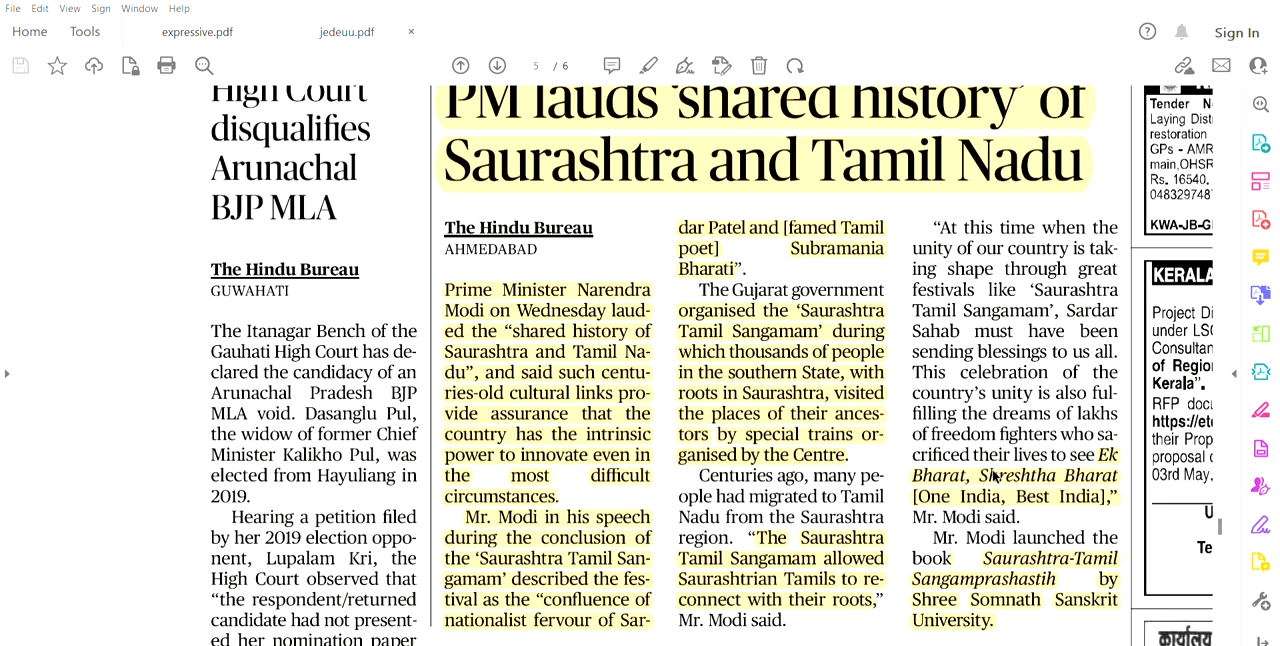 File Edit View Sign Window Help
Home Tools expressive.pdf jedeuu.pdf × Sign In
5 / 6
High Court
disqualifies
Arunachal
BJP MLA
The Hindu Bureau
GUWAHATI
The Itanagar Bench of the
Gauhati High Court has de-
clared the candidacy of an
Arunachal Pradesh BJP
MLA void. Dasanglu Pul,
the widow of former Chief
Minister Kalikho Pul, was
elected from Hayuliang in
2019.
Hearing a petition filed
by her 2019 election oppo-
nent, Lupalam Kri, the
High Court observed that
“the respondent/returned
candidate had not present-
ed her nomination paper
PM lauds ‘shared history’ of
Saurashtra and Tamil Nadu
The Hindu Bureau
AHMEDABAD
Prime Minister Narendra
Modi on Wednesday laud-
ed the “shared history of
Saurashtra and Tamil Na-
du”, and said such centu-
ries-old cultural links pro-
vide assurance that the
country has the intrinsic
power to innovate even in
the most difficult
circumstances.
Mr. Modi in his speech
during the conclusion of
the ‘Saurashtra Tamil San-
gamam’ described the fes-
tival as the “confluence of
nationalist fervour of Sar-
dar Patel and [famed Tamil
poet] Subramania
Bharati”.
The Gujarat government
organised the ‘Saurashtra
Tamil Sangamam’ during
which thousands of people
in the southern State, with
roots in Saurashtra, visited
the places of their ances-
tors by special trains or-
ganised by the Centre.
Centuries ago, many pe-
ople had migrated to Tamil
Nadu from the Saurashtra
region. “The Saurashtra
Tamil Sangamam allowed
Saurashtrian Tamils to re-
connect with their roots,”
Mr. Modi said.
“At this time when the
unity of our country is tak-
ing shape through great
festivals like ‘Saurashtra
Tamil Sangamam’, Sardar
Sahab must have been
sending blessings to us all.
This celebration of the
country’s unity is also ful-
filling the dreams of lakhs
of freedom fighters who sa-
crificed their lives to see Ek
Bharat, Shreshtha Bharat
[One India, Best India],”
Mr. Modi said.
Mr. Modi launched the
book Saurashtra-Tamil
Sangamprashastih by
Shree Somnath Sanskrit
University.
Tender N
Laying Dist
restoration
GPs - AMR
main,OHSR
Rs. 16540,
048329748
KWA-JB-G
KERALA
Project Di
under LSG
Consultan
of Region
Kerala”.
RFP docu
https://ete
their Prop
proposal c
03rd May,
U
Te
कार्यालय